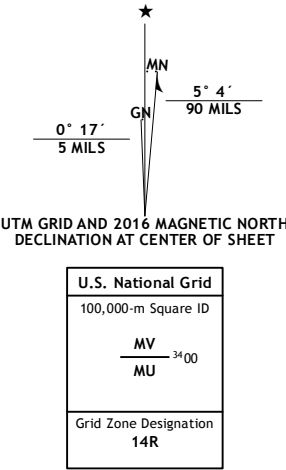 ★
MN
5° 4´
90 MILS
GN
0° 17´
5 MILS
UTM GRID AND 2016 MAGNETIC NORTH
DECLINATION AT CENTER OF SHEET
U.S. National Grid
100,000-m Square ID
MV
3400
MU
Grid Zone Designation
14R